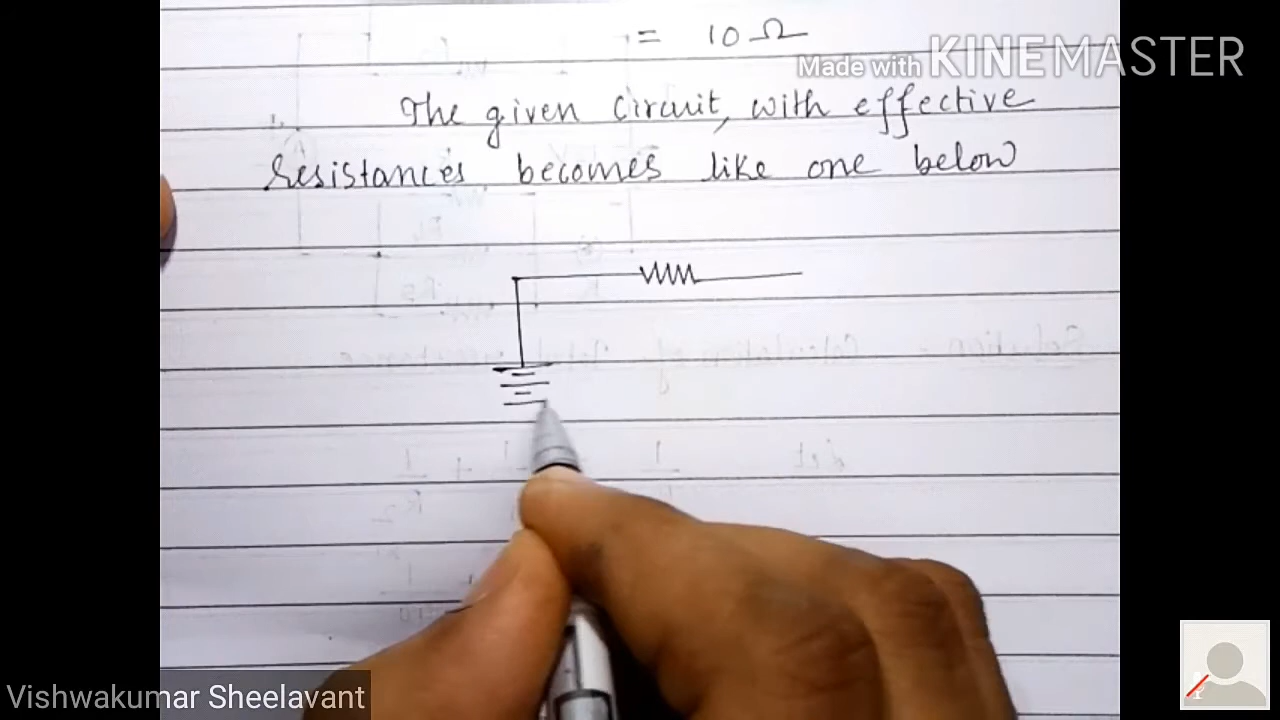 = 10 Ω
Made with KINEMASTER
The given circuit, with effective
resistances becomes like one below
Vishwakumar Sheelavant